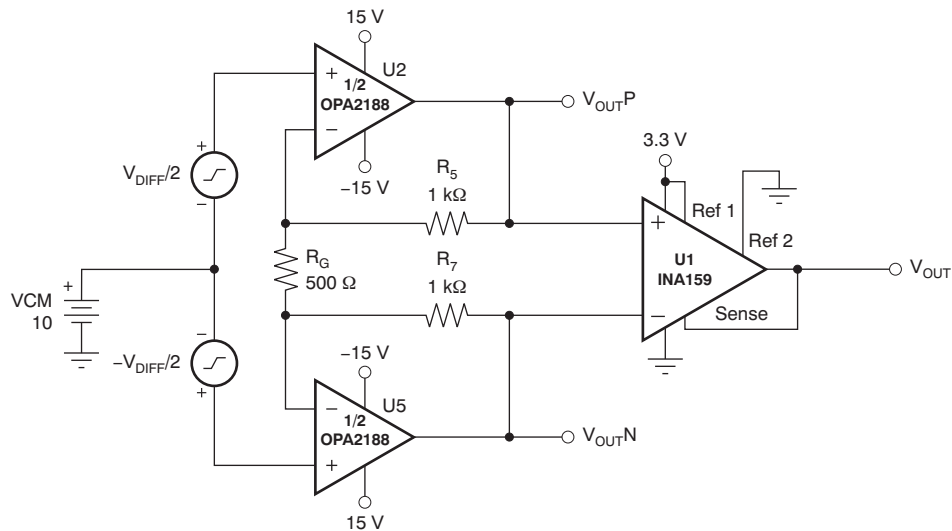 15 V
U2
+
1/2
OPA2188
−
−15 V
V_OUTP
+
V_DIFF/2
−
3.3 V
R5
1 kΩ
Ref 1
Ref 2
+
U1
INA159
−
Sense
V_OUT
RG
500 Ω
R7
1 kΩ
+
VCM
10
−
−V_DIFF/2
+
−15 V
U5
−
1/2
OPA2188
+
15 V
V_OUTN